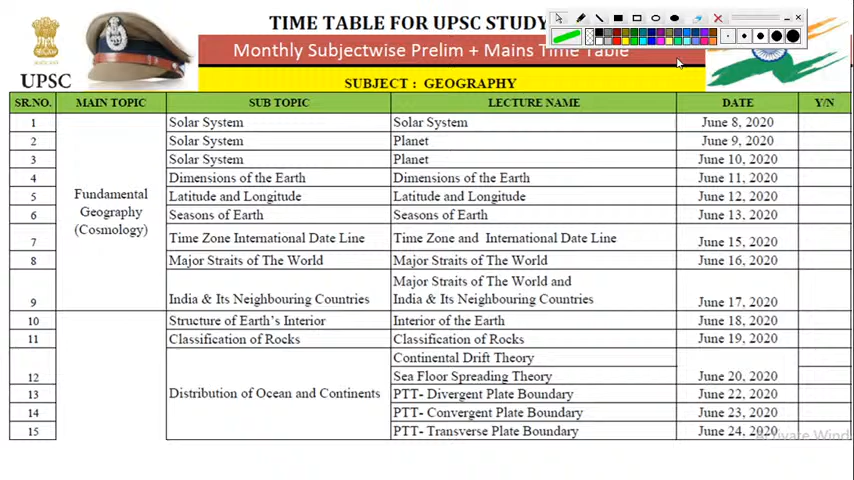 TIME TABLE FOR UPSC STUDY
Monthly Subjectwise Prelim + Mains Time Table
UPSC
SUBJECT : GEOGRAPHY
SR.NO. MAIN TOPIC SUB TOPIC LECTURE NAME DATE Y/N
1 Solar System Solar System June 8, 2020
2 Solar System Planet June 9, 2020
3 Solar System Planet June 10, 2020
4 Dimensions of the Earth Dimensions of the Earth June 11, 2020
5 Latitude and Longitude Latitude and Longitude June 12, 2020
Fundamental
Geography
(Cosmology)
6 Seasons of Earth Seasons of Earth June 13, 2020
7 Time Zone International Date Line Time Zone and International Date Line June 15, 2020
8 Major Straits of The World Major Straits of The World June 16, 2020
Major Straits of The World and
9 India & Its Neighbouring Countries India & Its Neighbouring Countries June 17, 2020
10 Structure of Earth's Interior Interior of the Earth June 18, 2020
11 Classification of Rocks Classification of Rocks June 19, 2020
Continental Drift Theory
12 Sea Floor Spreading Theory June 20, 2020
13 Distribution of Ocean and Continents PTT- Divergent Plate Boundary June 22, 2020
14 PTT- Convergent Plate Boundary June 23, 2020
15 PTT- Transverse Plate Boundary June 24, 2020